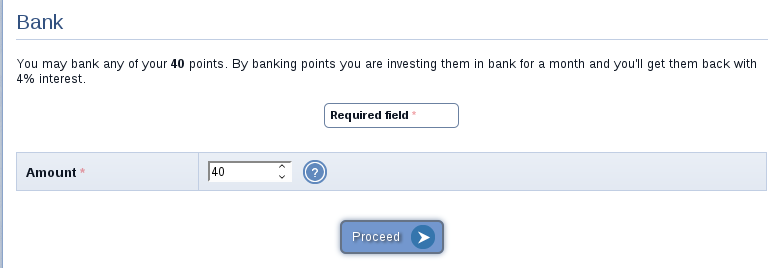 Bank
You may bank any of your 40 points. By banking points you are investing them in bank for a month and you'll get them back with
4% interest.
Required field *
Amount * 40 ?
Proceed